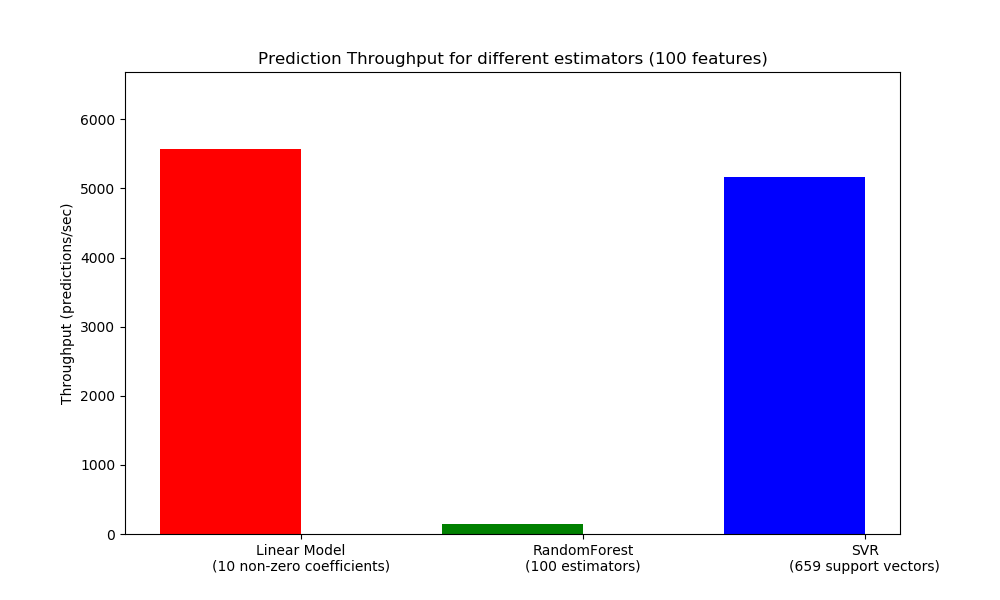 Prediction Throughput for different estimators (100 features)
Throughput (predictions/sec)
6000
5000
4000
3000
2000
1000
0
Linear Model
(10 non-zero coefficients)
RandomForest
(100 estimators)
SVR
(659 support vectors)